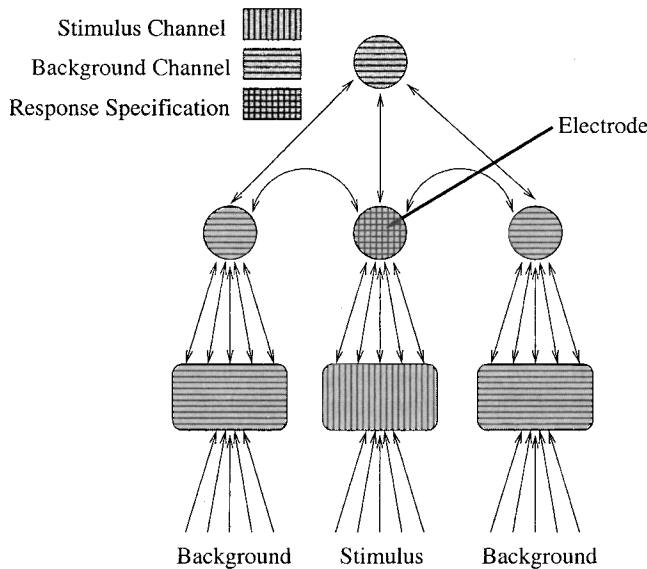 Stimulus Channel
Background Channel
Response Specification
Electrode
Background
Stimulus
Background